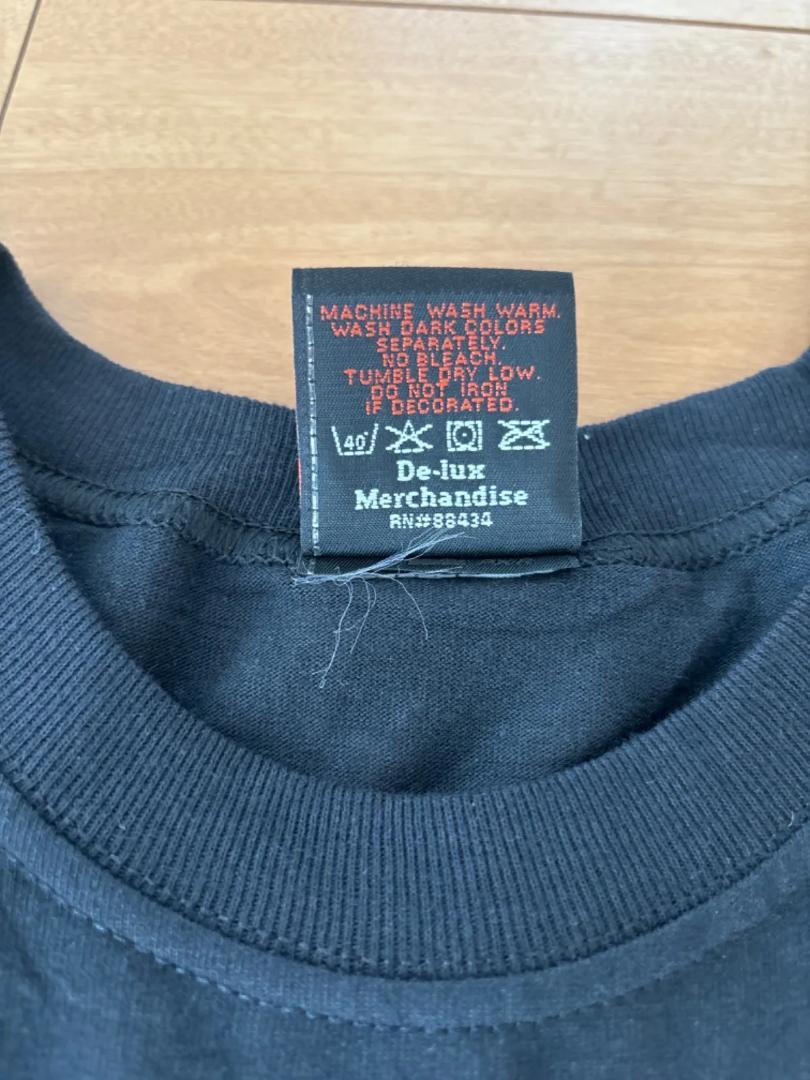 MACHINE WASH WARM.
WASH DARK COLORS
SEPARATELY.
NO BLEACH.
TUMBLE DRY LOW.
DO NOT IRON
IF DECORATED.
40°
De-lux
Merchandise
RN#88434